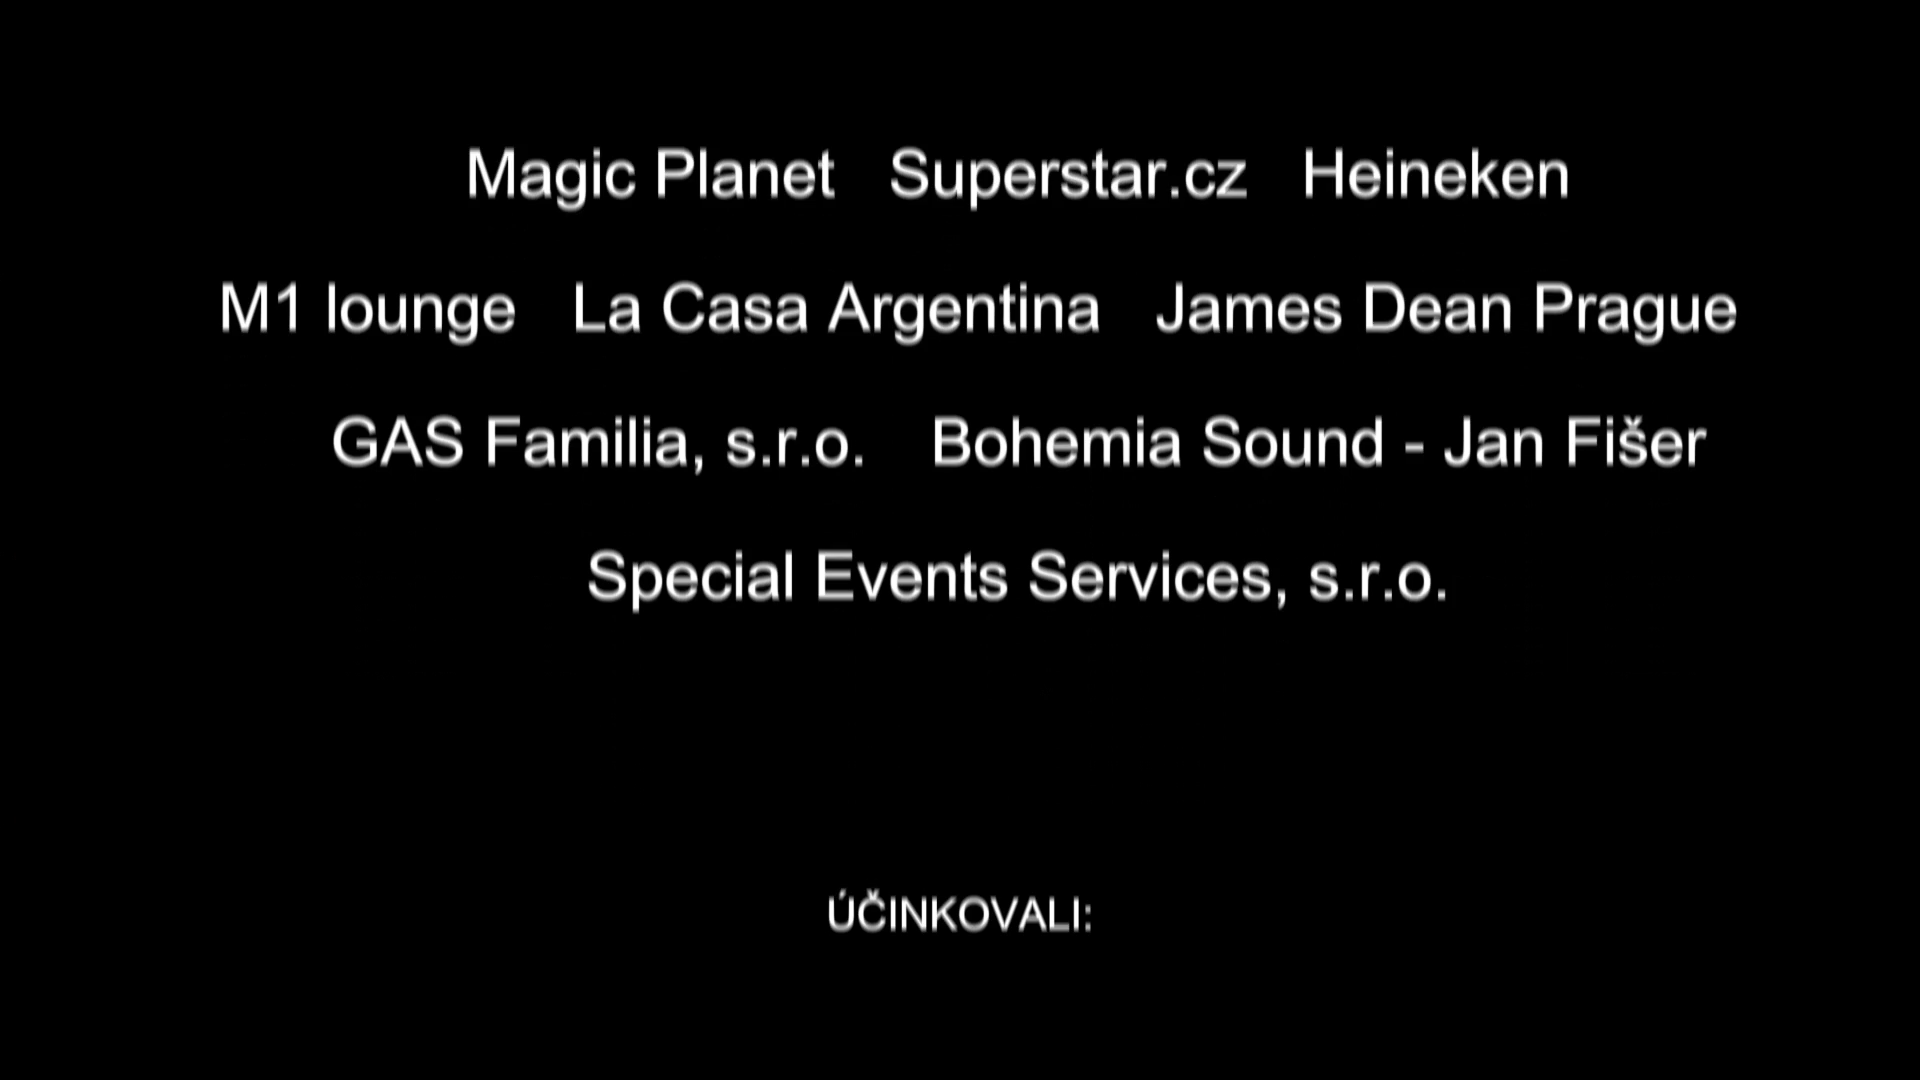 Magic Planet Superstar.cz Heineken
M1 lounge La Casa Argentina James Dean Prague
GAS Familia, s.r.o. Bohemia Sound - Jan Fišer
Special Events Services, s.r.o.
ÚČINKOVALI: